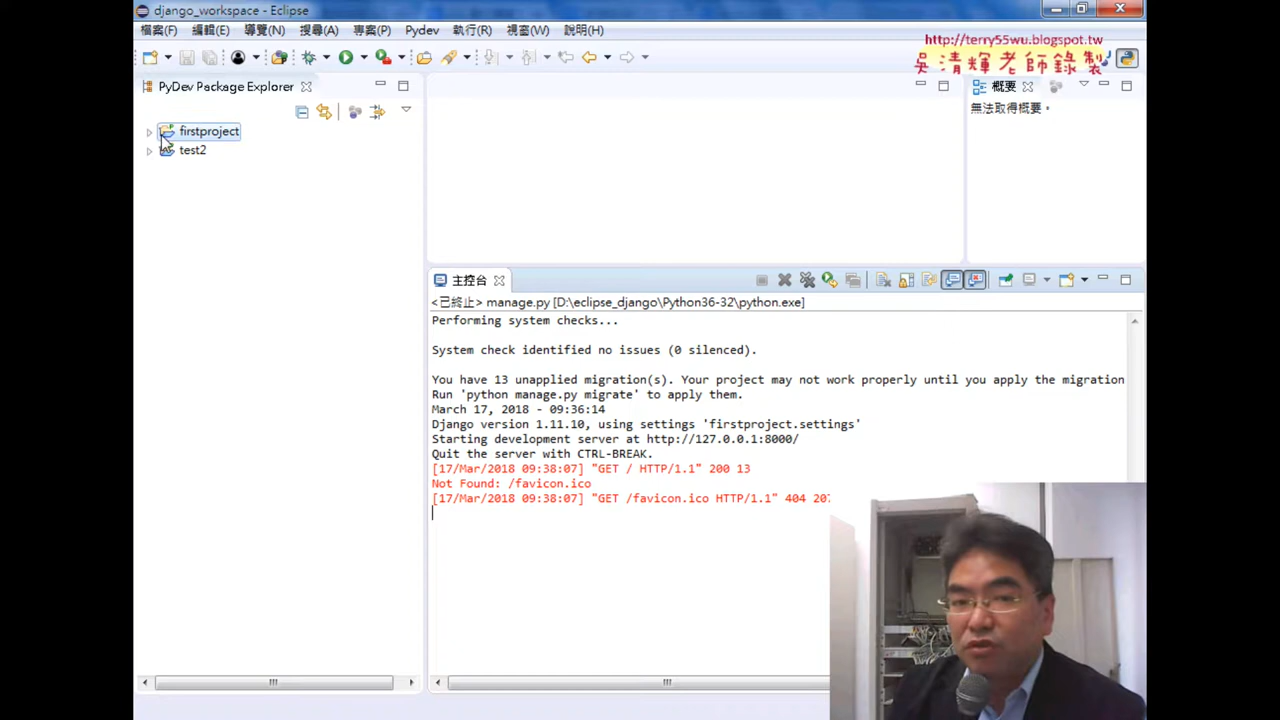 django_workspace - Eclipse
檔案(F) 編輯(E) 導覽(N) 搜尋(A) 專案(P) Pydev 執行(R) 視窗(W) 說明(H)
http://terry55wu.blogspot.tw
吳清輝老師錄製
PyDev Package Explorer
概要
無法取得概要。
firstproject
test2
主控台
<已終止> manage.py [D:\eclipse_django\Python36-32\python.exe]
Performing system checks...
System check identified no issues (0 silenced).
You have 13 unapplied migration(s). Your project may not work properly until you apply the migration
Run 'python manage.py migrate' to apply them.
March 17, 2018 - 09:36:14
Django version 1.11.10, using settings 'firstproject.settings'
Starting development server at http://127.0.0.1:8000/
Quit the server with CTRL-BREAK.
[17/Mar/2018 09:38:07] "GET / HTTP/1.1" 200 13
Not Found: /favicon.ico
[17/Mar/2018 09:38:07] "GET /favicon.ico HTTP/1.1" 404 207